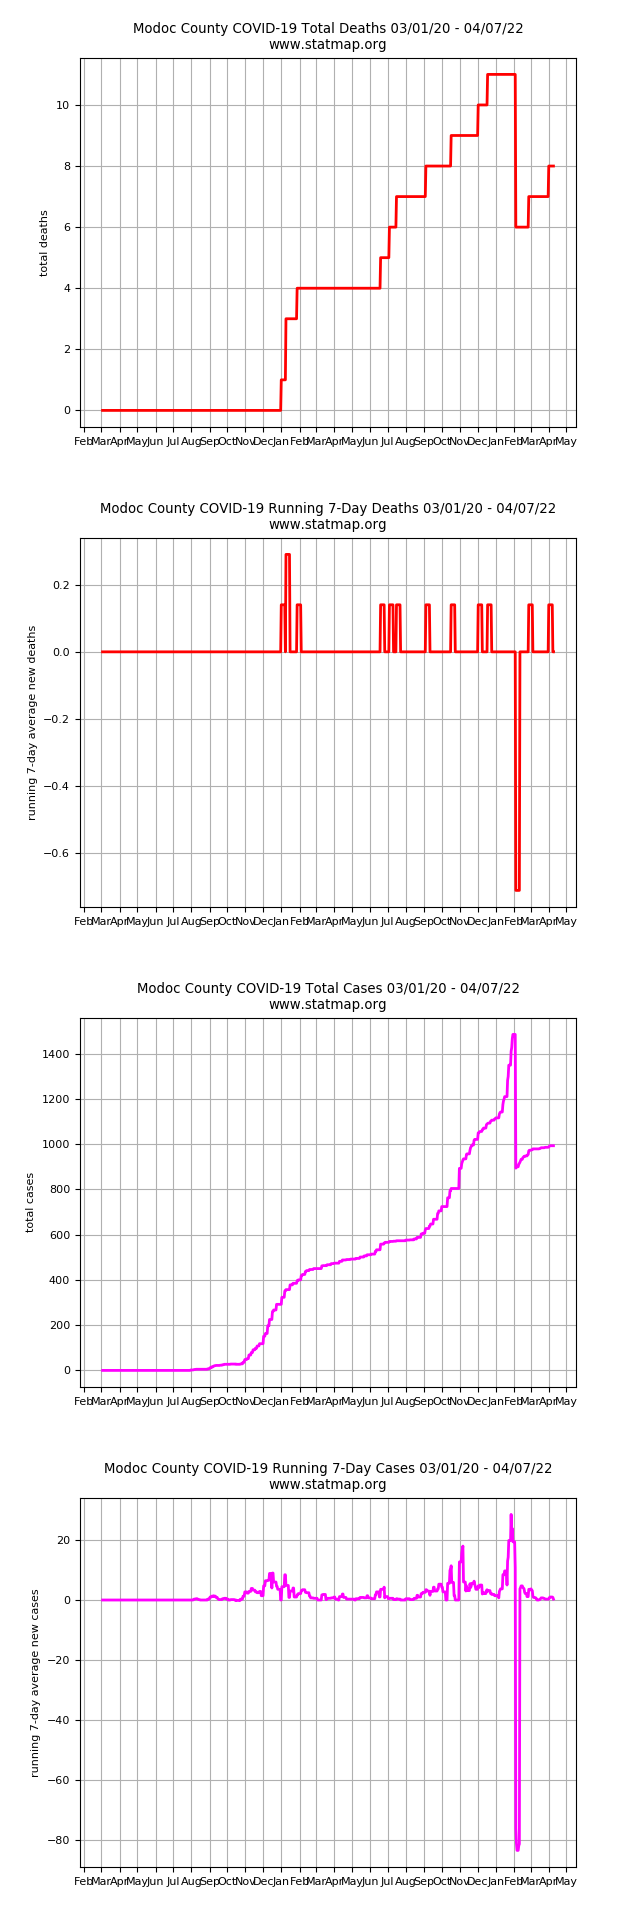 Modoc County COVID-19 Total Deaths 03/01/20 - 04/07/22
www.statmap.org
total deaths
10
8
6
4
2
0
Feb Mar Apr May Jun Jul Aug Sep Oct Nov Dec Jan Feb Mar Apr May Jun Jul Aug Sep Oct Nov Dec Jan Feb Mar Apr May
Modoc County COVID-19 Running 7-Day Deaths 03/01/20 - 04/07/22
www.statmap.org
running 7-day average new deaths
0.2
0.0
−0.2
−0.4
−0.6
Feb Mar Apr May Jun Jul Aug Sep Oct Nov Dec Jan Feb Mar Apr May Jun Jul Aug Sep Oct Nov Dec Jan Feb Mar Apr May
Modoc County COVID-19 Total Cases 03/01/20 - 04/07/22
www.statmap.org
total cases
1400
1200
1000
800
600
400
200
0
Feb Mar Apr May Jun Jul Aug Sep Oct Nov Dec Jan Feb Mar Apr May Jun Jul Aug Sep Oct Nov Dec Jan Feb Mar Apr May
Modoc County COVID-19 Running 7-Day Cases 03/01/20 - 04/07/22
www.statmap.org
running 7-day average new cases
20
0
−20
−40
−60
−80
Feb Mar Apr May Jun Jul Aug Sep Oct Nov Dec Jan Feb Mar Apr May Jun Jul Aug Sep Oct Nov Dec Jan Feb Mar Apr May